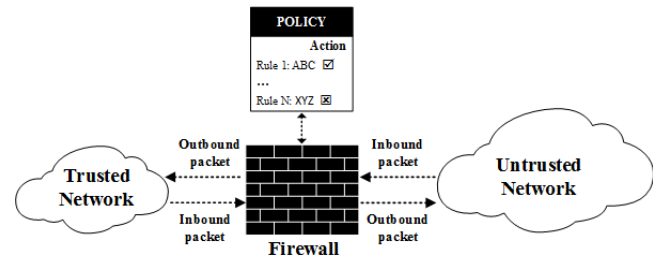 POLICY
Action
Rule 1: ABC
...
Rule N: XYZ
Outbound
packet
Inbound
packet
Trusted
Network
Untrusted
Network
Inbound
packet
Outbound
packet
Firewall